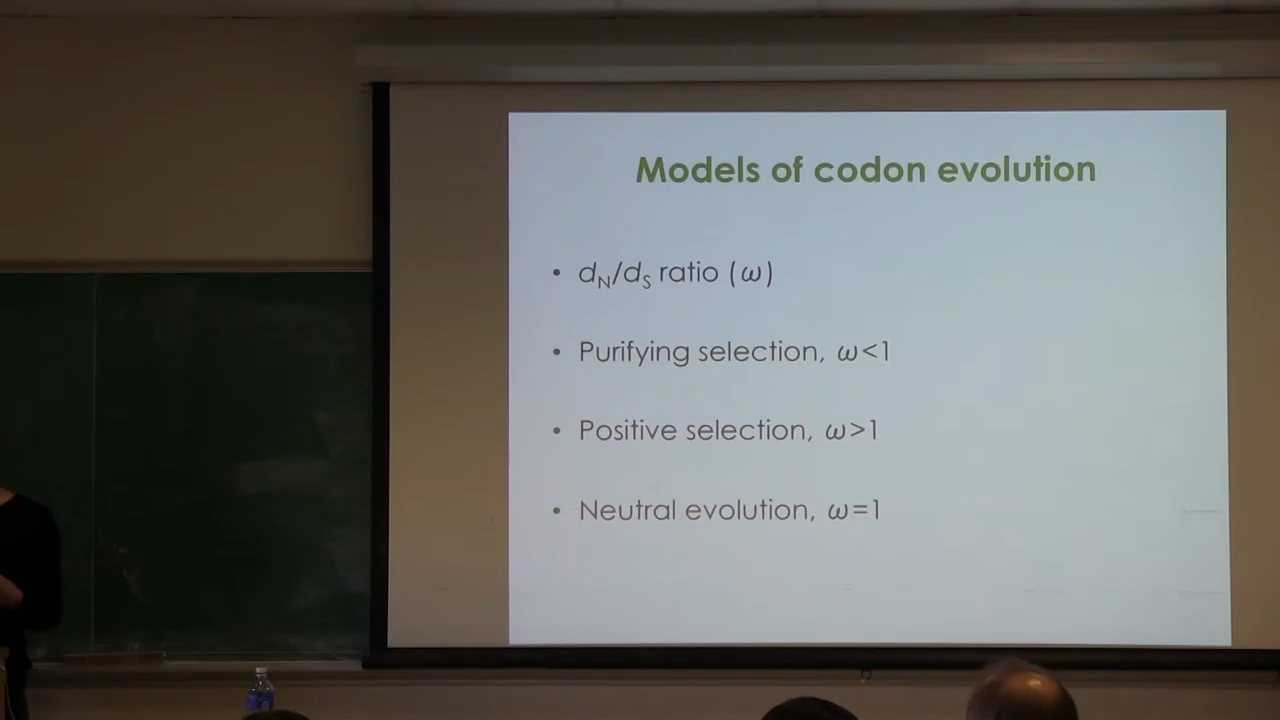 Models of codon evolution
• dN/dS ratio (ω)
• Purifying selection, ω<1
• Positive selection, ω>1
• Neutral evolution, ω=1